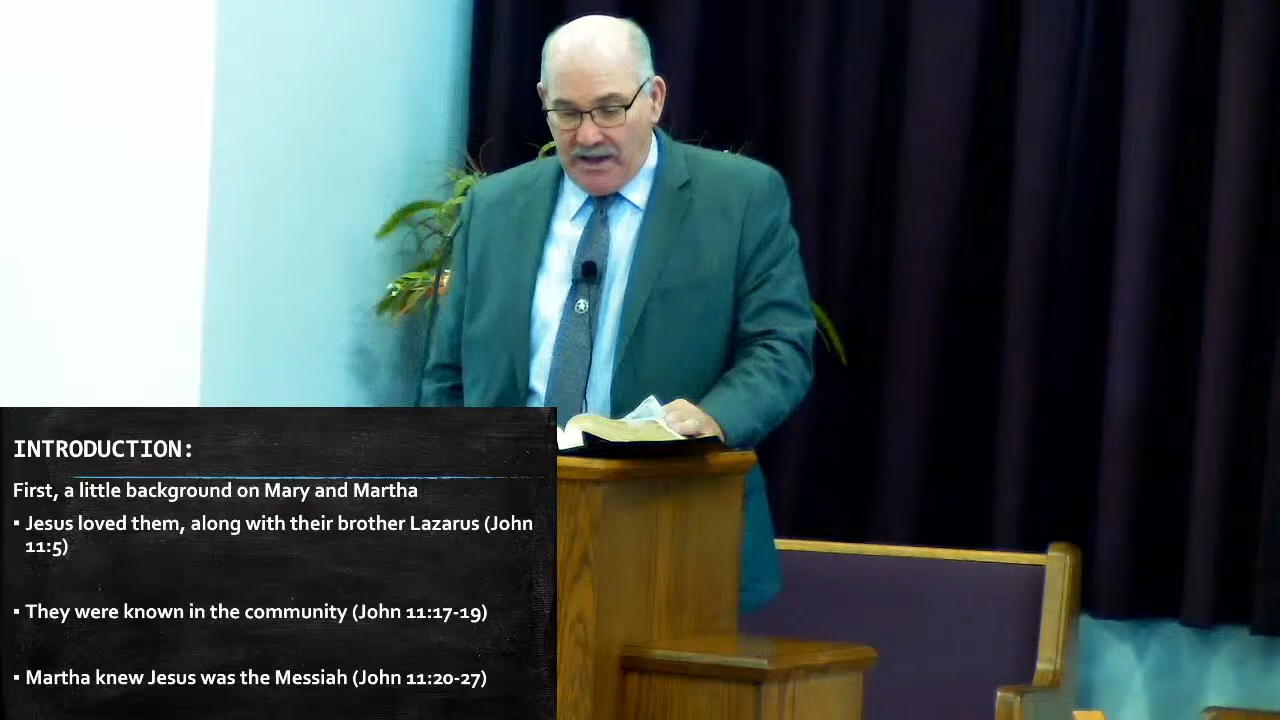 INTRODUCTION:
First, a little background on Mary and Martha
▪ Jesus loved them, along with their brother Lazarus (John
11:5)
▪ They were known in the community (John 11:17-19)
▪ Martha knew Jesus was the Messiah (John 11:20-27)